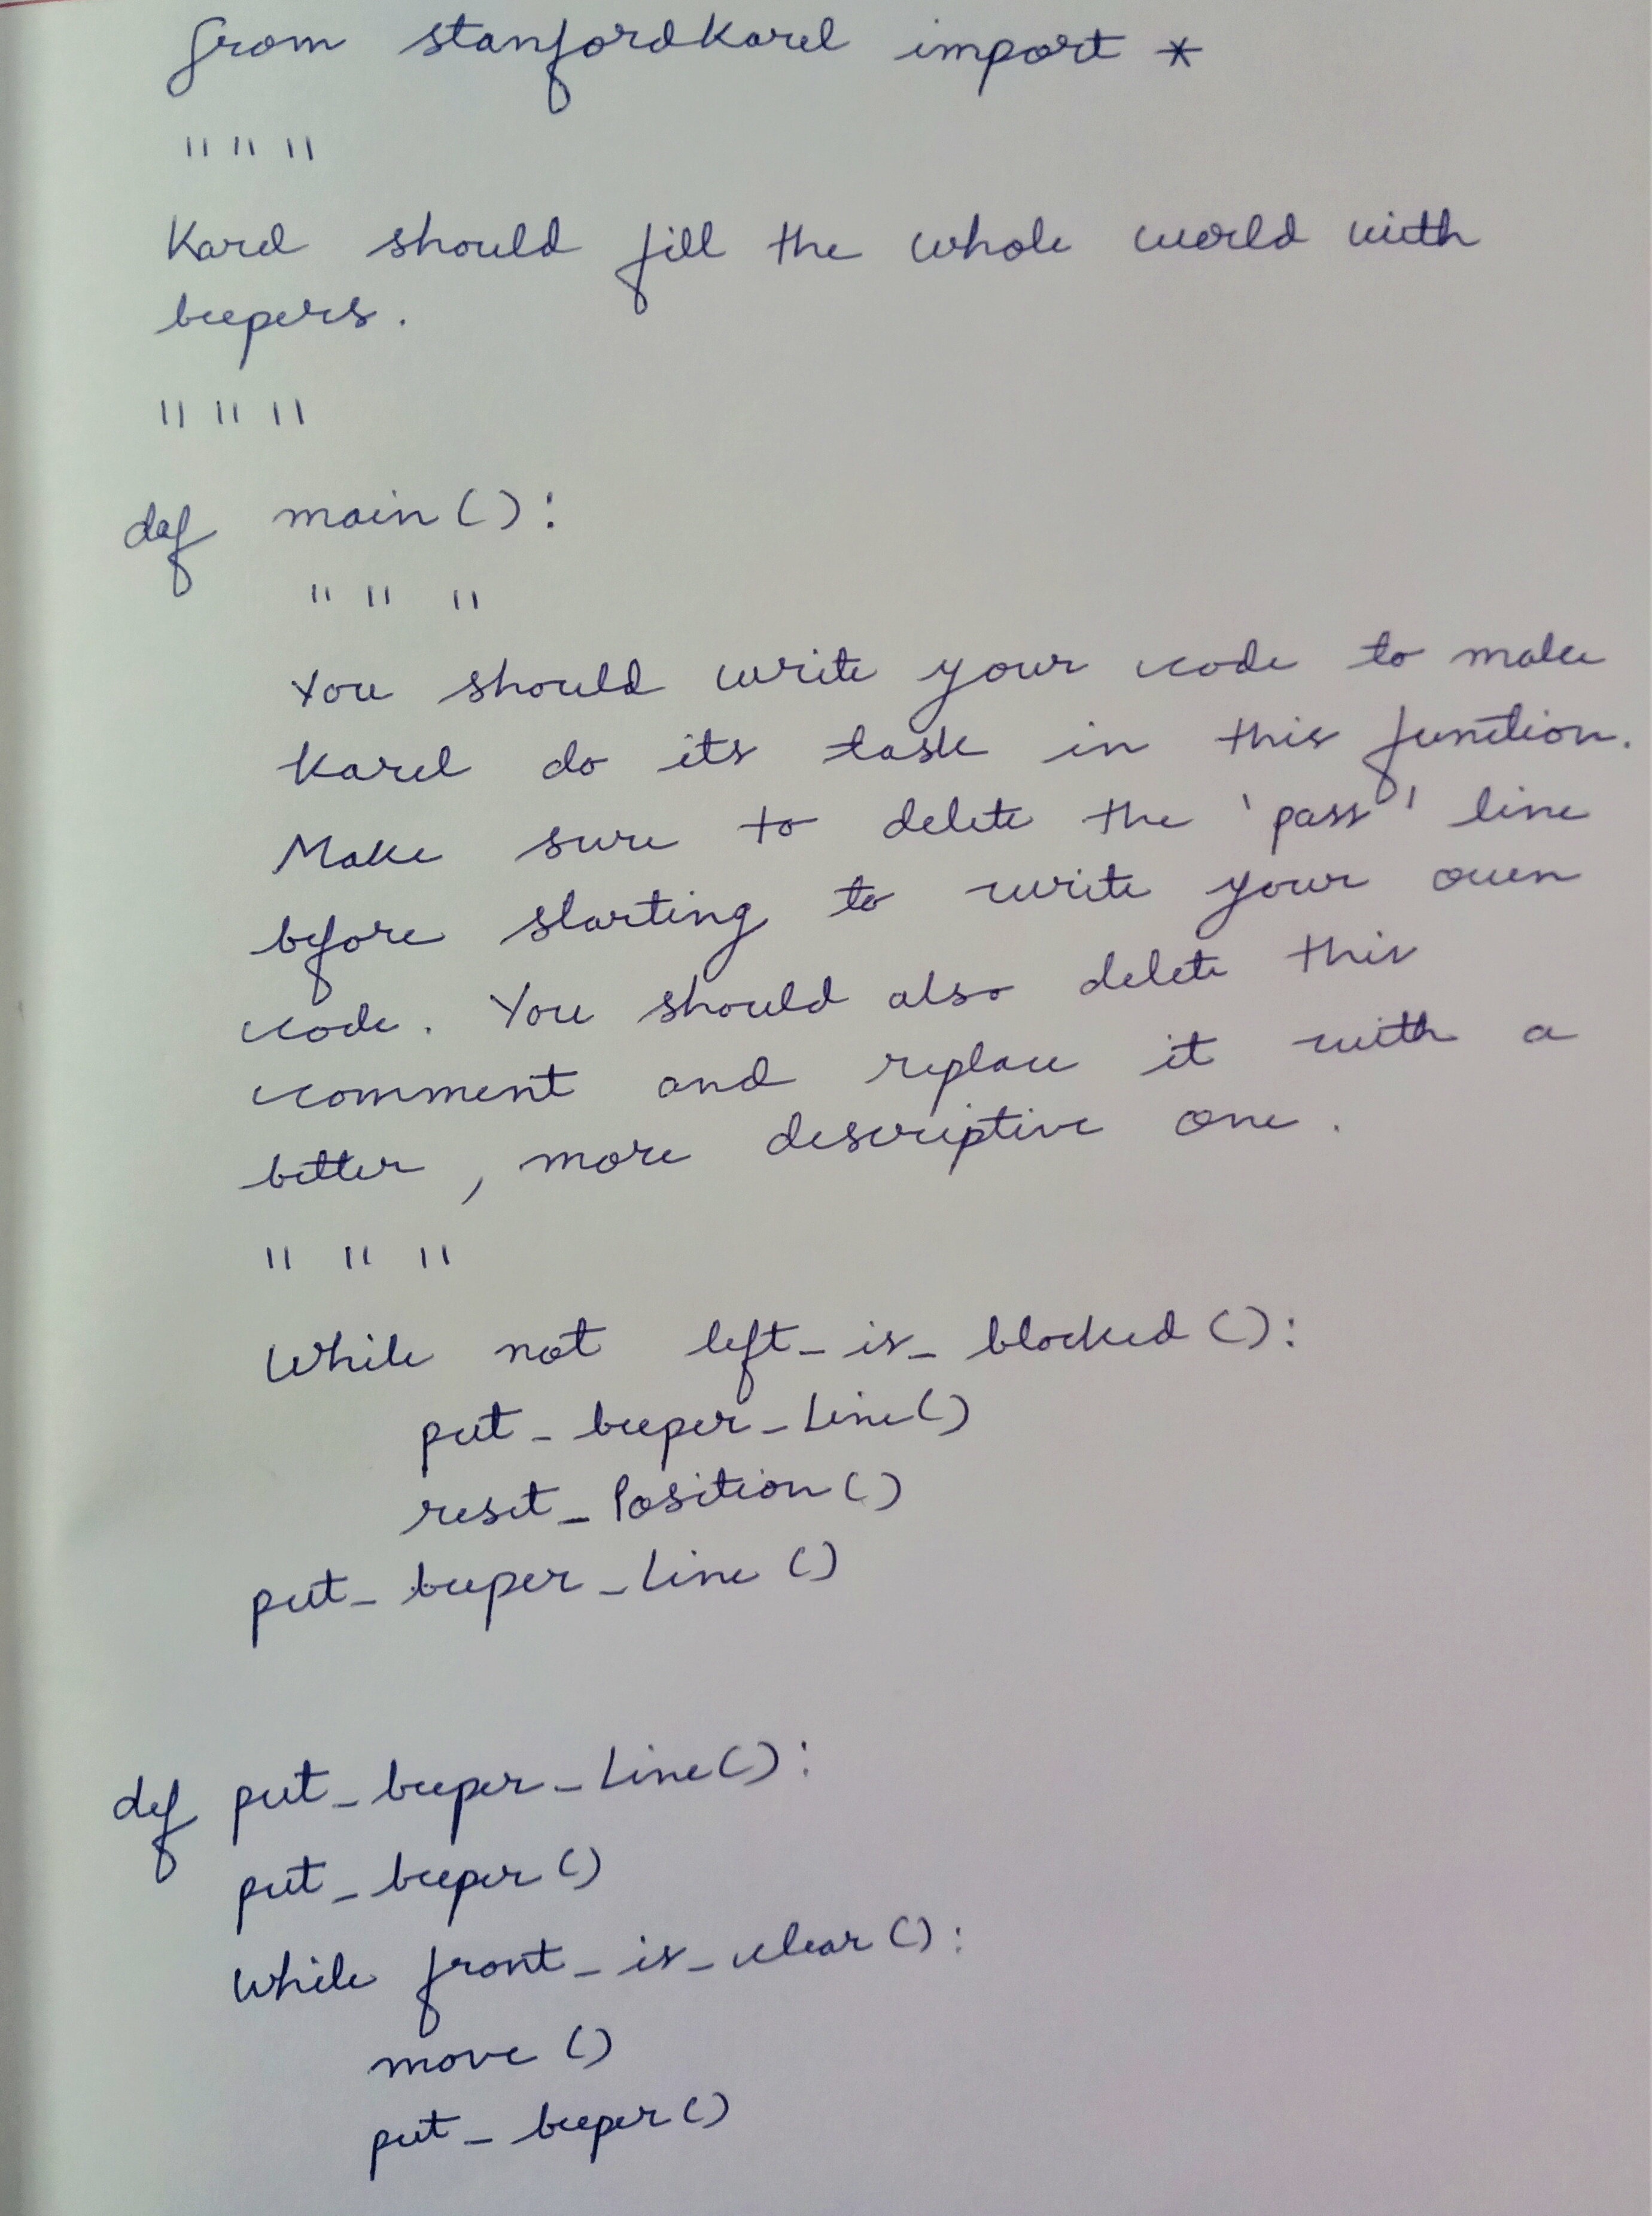 from stanfordkarel import *
" " "
Karel should fill the whole world with
beepers.
" " "
def main():
" " "
You should write your code to make
Karel do its task in this function.
Make sure to delete the 'pass' line
before starting to write your own
code. You should also delete this
comment and replace it with a
better, more descriptive one.
" " "
While not left_is_blocked():
put_beeper_line()
reset_Position()
put_beeper_line()
def put_beeper_line():
put_beeper()
While front_is_clear():
move()
put_beeper()